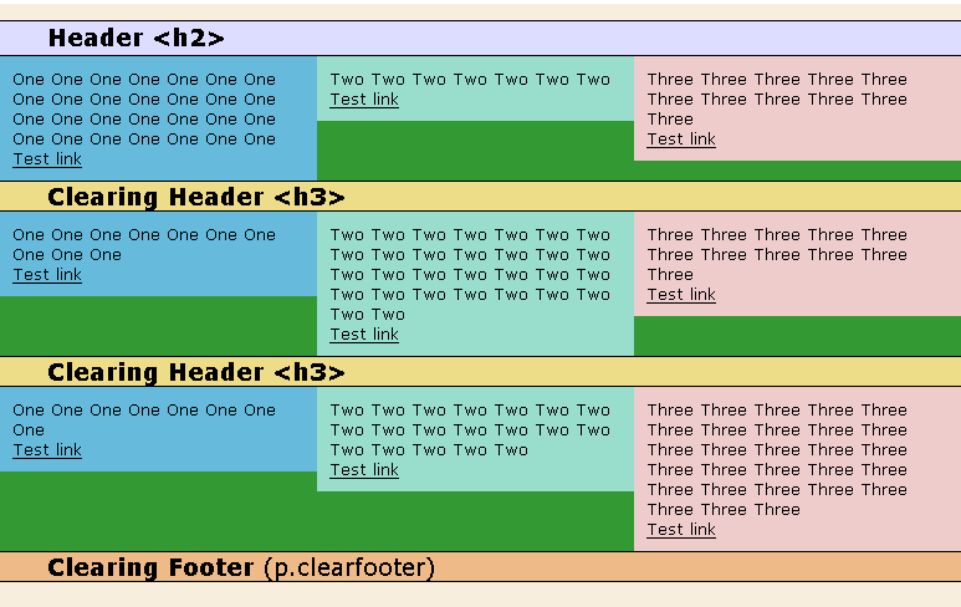 Header <h2>
One One One One One One One
One One One One One One One
One One One One One One One
One One One One One One One
Test link
Two Two Two Two Two Two Two
Test link
Three Three Three Three Three
Three Three Three Three Three
Three
Test link
Clearing Header <h3>
One One One One One One One
One One One
Test link
Two Two Two Two Two Two Two
Two Two Two Two Two Two Two
Two Two Two Two Two Two Two
Two Two Two Two Two Two Two
Two Two
Test link
Three Three Three Three Three
Three Three Three Three Three
Three
Test link
Clearing Header <h3>
One One One One One One One
One
Test link
Two Two Two Two Two Two Two
Two Two Two Two Two Two Two
Two Two Two Two Two
Test link
Three Three Three Three Three
Three Three Three Three Three
Three Three Three Three Three
Three Three Three Three Three
Three Three Three Three Three
Three Three Three
Test link
Clearing Footer (p.clearfooter)